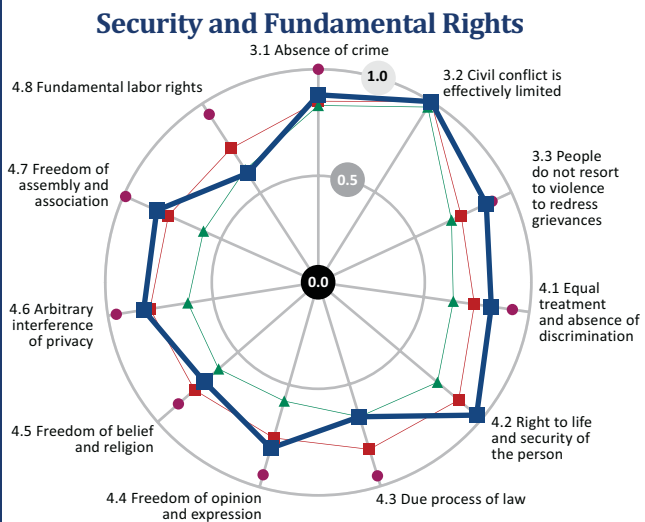 Security and Fundamental Rights
3.1 Absence of crime
1.0
3.2 Civil conflict is
effectively limited
4.8 Fundamental labor rights
0.5
3.3 People
do not resort
to violence
to redress
grievances
4.7 Freedom of
assembly and
association
0.0
4.1 Equal
treatment
and absence of
discrimination
4.6 Arbitrary
interference
of privacy
4.2 Right to life
and security of
the person
4.5 Freedom of belief
and religion
4.4 Freedom of opinion
and expression
4.3 Due process of law